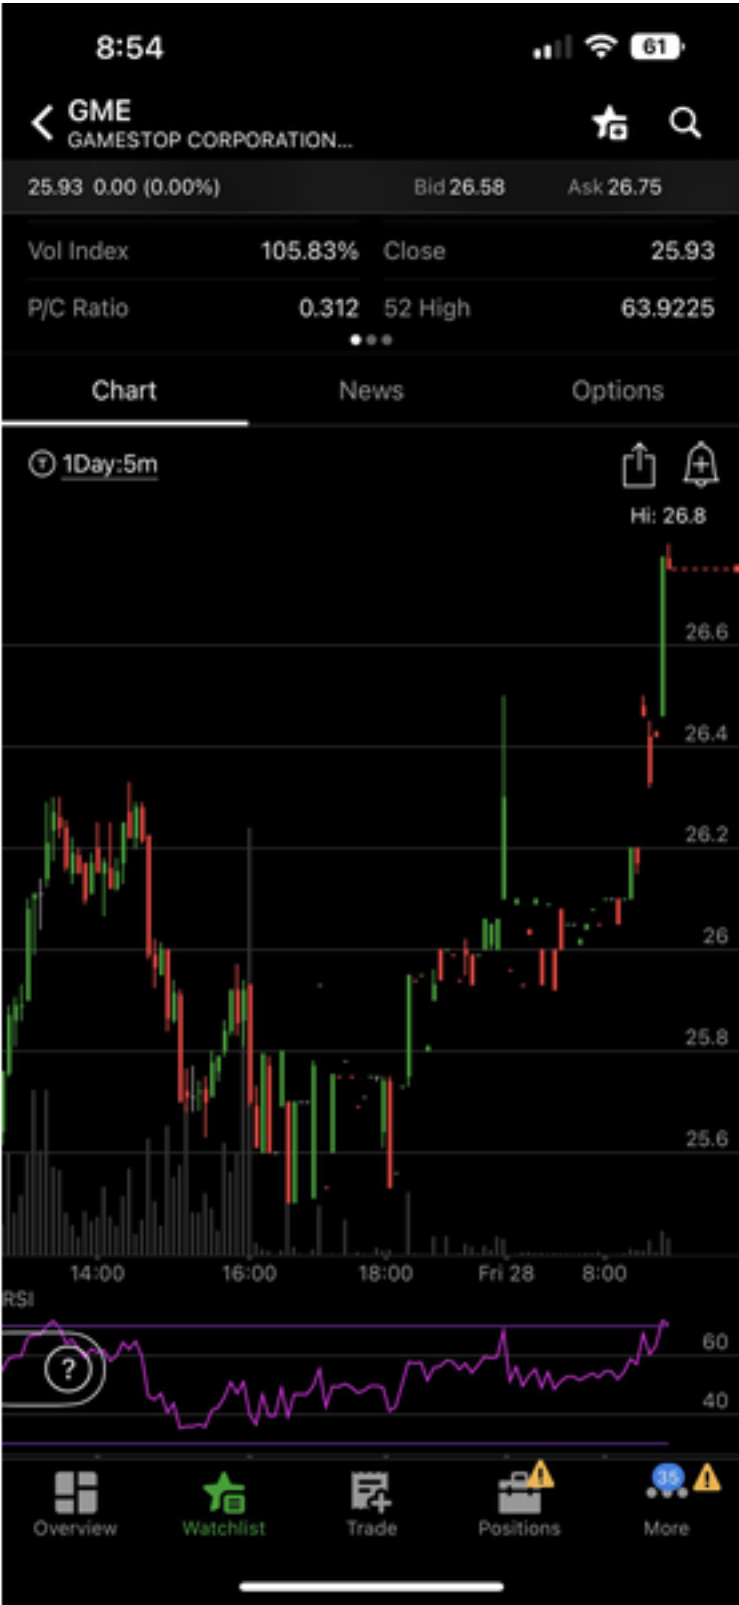 8:54
61
GME
GAMESTOP CORPORATION...
25.93 0.00 (0.00%) Bid 26.58 Ask 26.75
Vol Index 105.83% Close 25.93
P/C Ratio 0.312 52 High 63.9225
Chart News Options
T 1Day:5m
Hi: 26.8
26.6
26.4
26.2
26
25.8
25.6
14:00 16:00 18:00 Fri 28 8:00
RSI
60
?
40
35
Overview Watchlist Trade Positions More